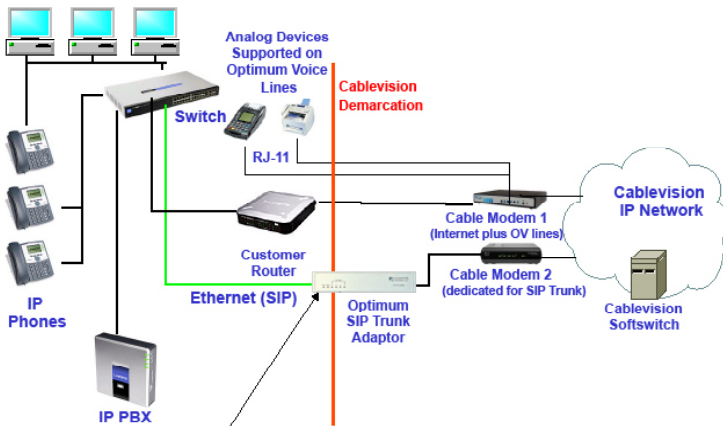 Analog Devices
Supported on
Optimum Voice
Lines
Cablevision
Demarcation
Switch
RJ-11
Cablevision
IP Network
Cable Modem 1
(Internet plus OV lines)
Customer
Router
Ethernet (SIP)
Cable Modem 2
(dedicated for SIP Trunk)
IP
Phones
Optimum
SIP Trunk
Adaptor
Cablevision
Softswitch
IP PBX